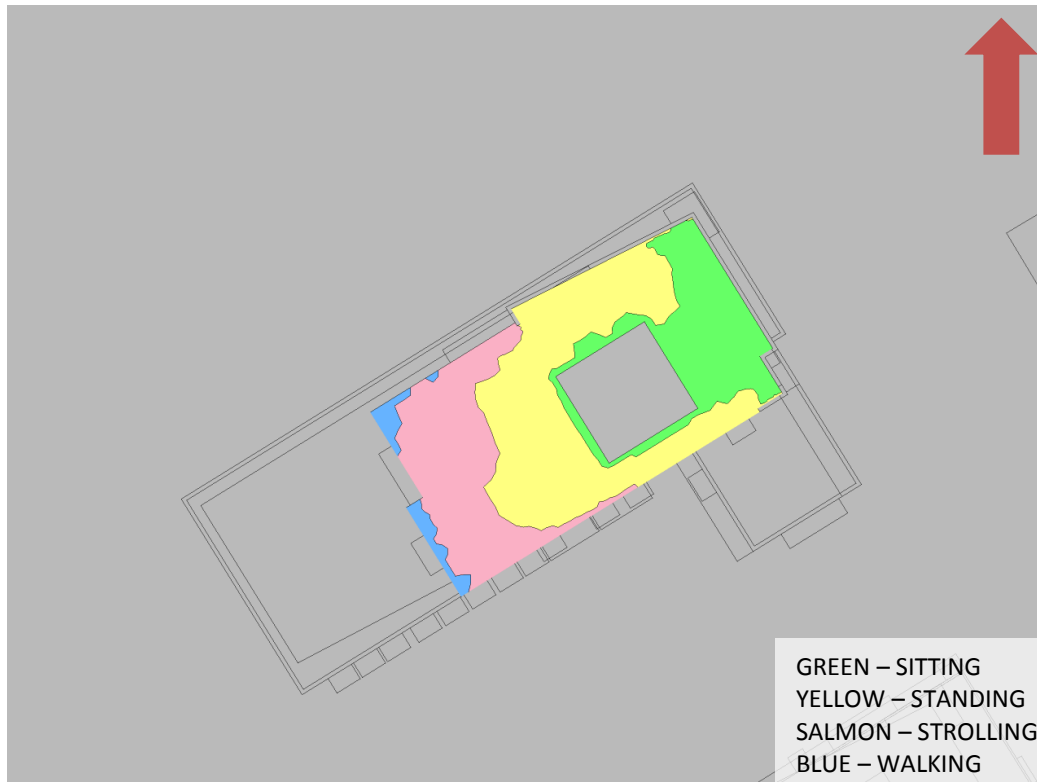 GREEN – SITTING
YELLOW – STANDING
SALMON – STROLLING
BLUE – WALKING